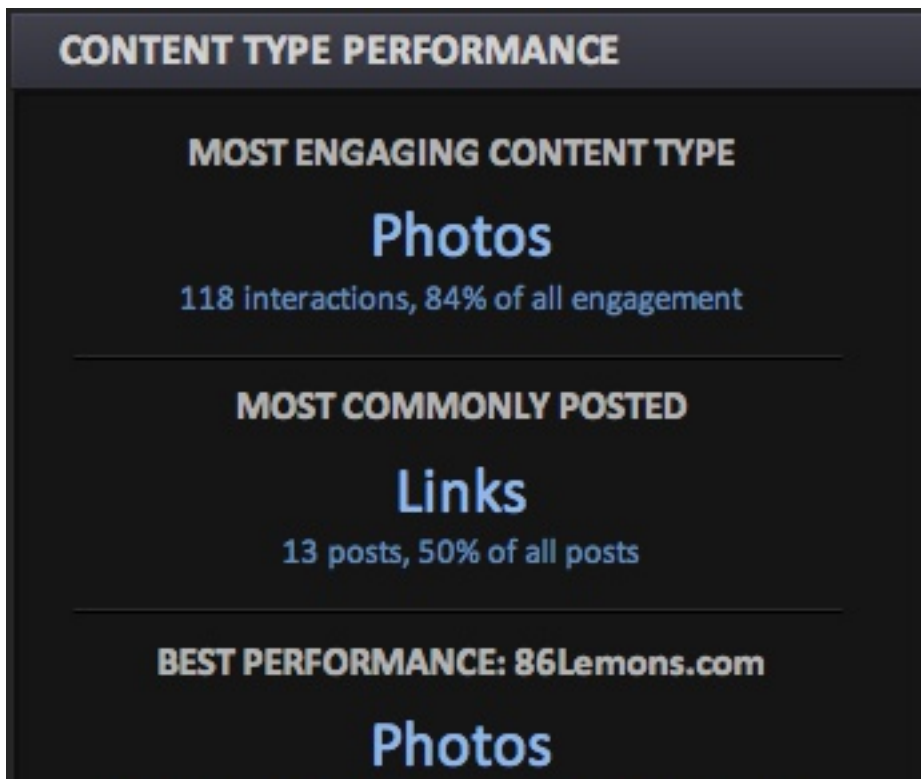 CONTENT TYPE PERFORMANCE
MOST ENGAGING CONTENT TYPE
Photos
118 interactions, 84% of all engagement
MOST COMMONLY POSTED
Links
13 posts, 50% of all posts
BEST PERFORMANCE: 86Lemons.com
Photos